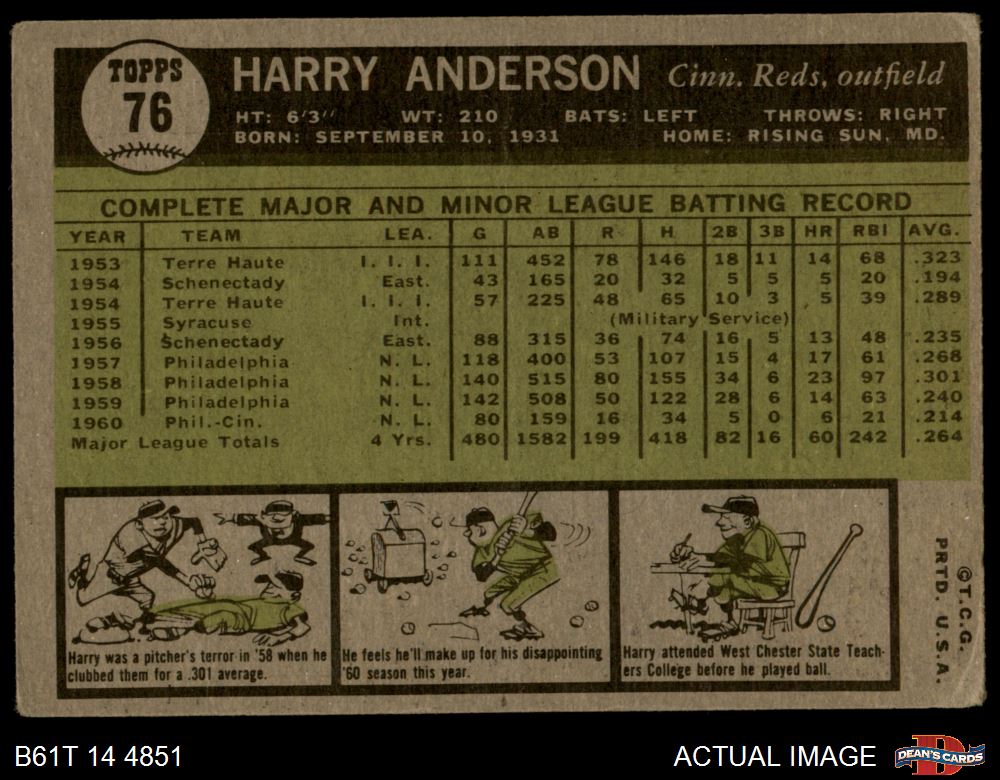 TOPPS
76
HARRY ANDERSON Cinn. Reds, outfield
HT: 6'3" WT: 210 BATS: LEFT THROWS: RIGHT
BORN: SEPTEMBER 10, 1931 HOME: RISING SUN, MD.
COMPLETE MAJOR AND MINOR LEAGUE BATTING RECORD
YEAR TEAM LEA. G AB R H 2B 3B HR RBI AVG.
1953 Terre Haute I. I. I. 111 452 78 146 18 11 14 68 .323
1954 Schenectady East. 43 165 20 32 5 5 5 20 .194
1954 Terre Haute I. I. I. 57 225 48 65 10 3 5 39 .289
1955 Syracuse Int. (Military Service)
1956 Schenectady East. 88 315 36 74 16 5 13 48 .235
1957 Philadelphia N. L. 118 400 53 107 15 4 17 61 .268
1958 Philadelphia N. L. 140 515 80 155 34 6 23 97 .301
1959 Philadelphia N. L. 142 508 50 122 28 6 14 63 .240
1960 Phil.-Cin. N. L. 80 159 16 34 5 0 6 21 .214
Major League Totals 4 Yrs. 480 1582 199 418 82 16 60 242 .264
Harry was a pitcher's terror in '58 when he
clubbed them for a .301 average.
He feels he'll make up for his disappointing
'60 season this year.
Harry attended West Chester State Teach-
ers College before he played ball.
©T.C.G.
PRTD. U.S.A.
B61T 14 4851
ACTUAL IMAGE
DEAN'S CARDS